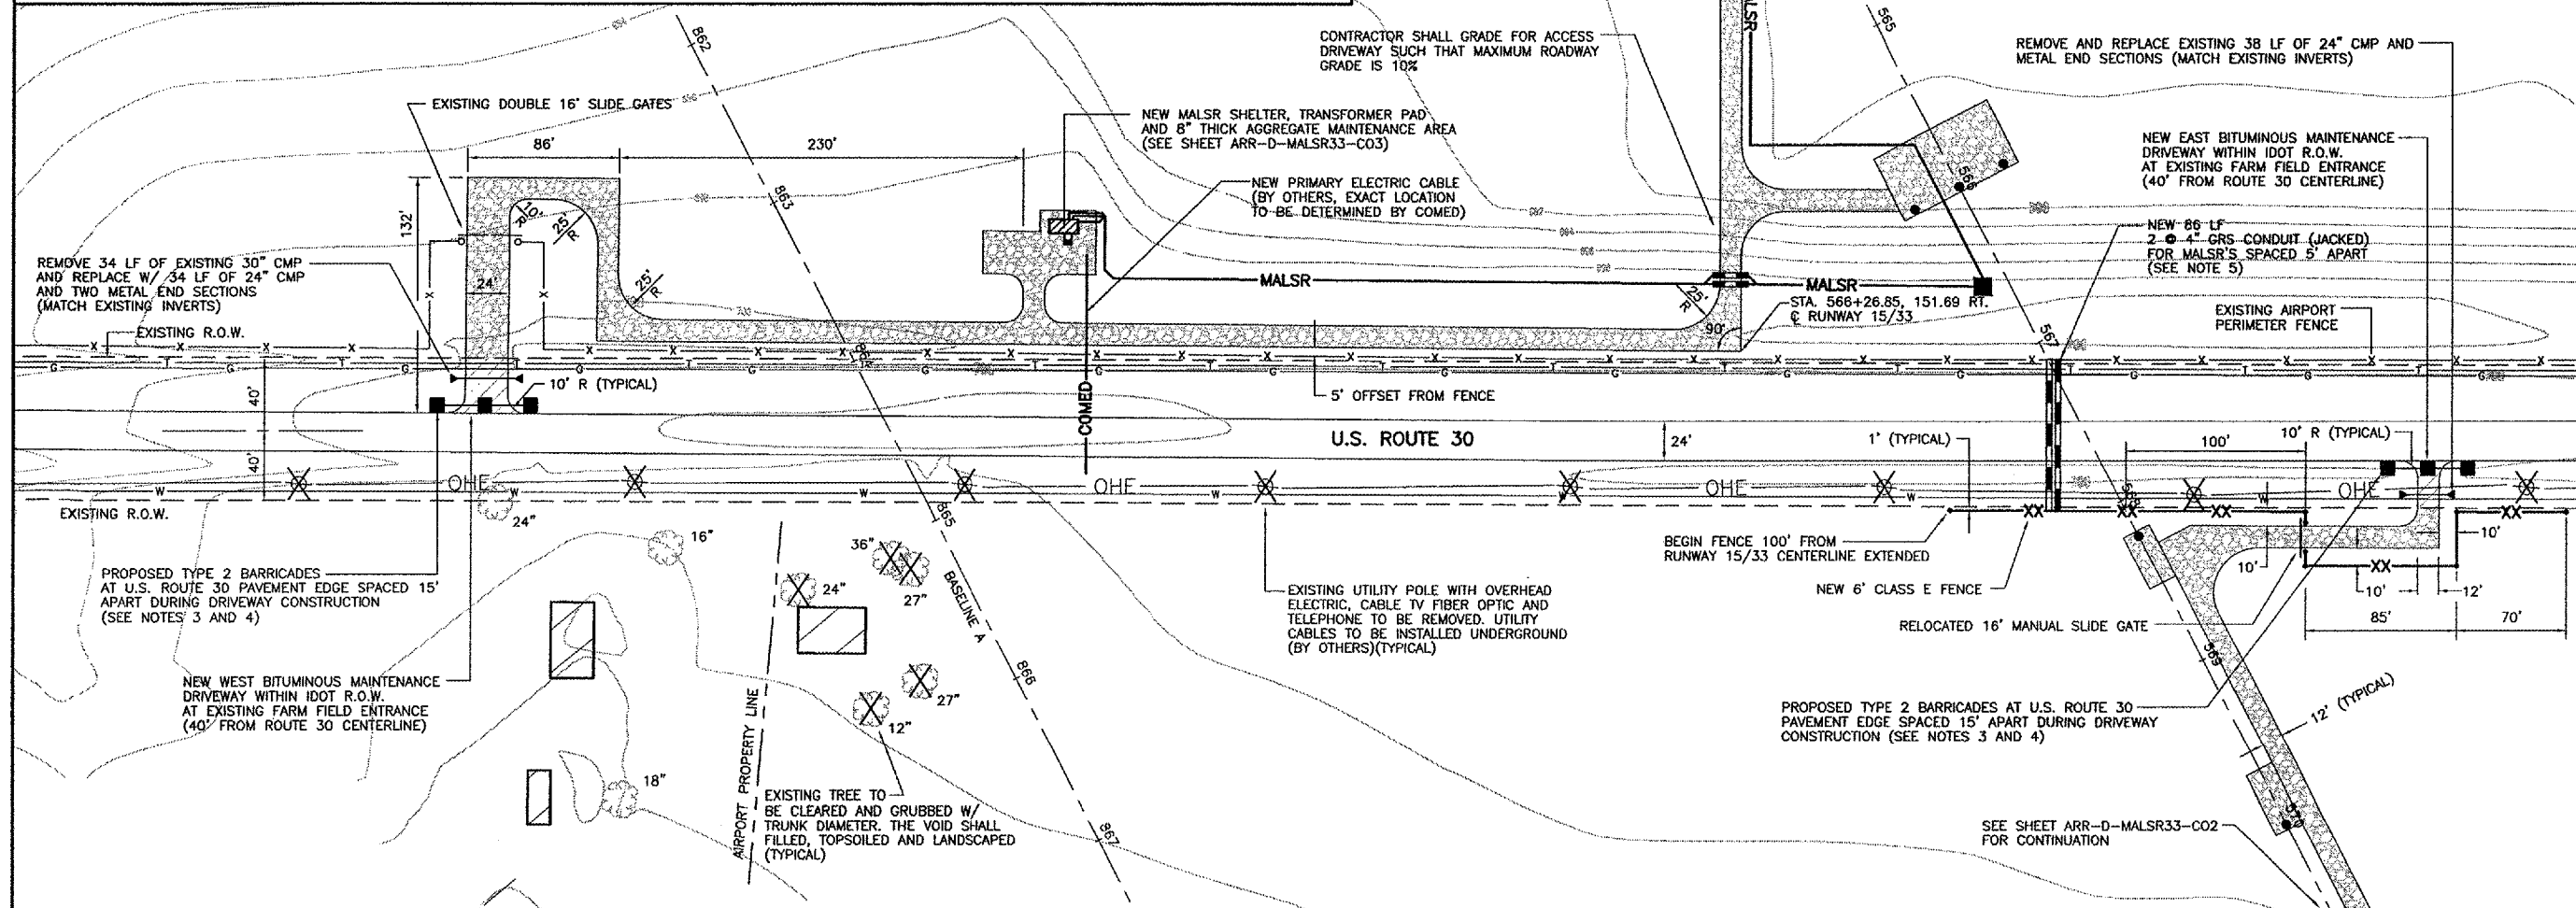 CONTRACTOR SHALL GRADE FOR ACCESS
DRIVEWAY SUCH THAT MAXIMUM ROADWAY
GRADE IS 10%
MALSR
565
862
REMOVE AND REPLACE EXISTING 38 LF OF 24" CMP AND
METAL END SECTIONS (MATCH EXISTING INVERTS)
EXISTING DOUBLE 16' SLIDE GATES
NEW MALSR SHELTER, TRANSFORMER PAD
AND 8" THICK AGGREGATE MAINTENANCE AREA
(SEE SHEET ARR-D-MALSR33-CO3)
86'
230'
NEW EAST BITUMINOUS MAINTENANCE
DRIVEWAY WITHIN IDOT R.O.W.
AT EXISTING FARM FIELD ENTRANCE
(40' FROM ROUTE 30 CENTERLINE)
NEW PRIMARY ELECTRIC CABLE
(BY OTHERS, EXACT LOCATION
TO BE DETERMINED BY COMED)
132'
863
566
10' R
25' R
NEW 86 LF
2 @ 4" GRS CONDUIT (JACKED)
FOR MALSR'S SPACED 5' APART
(SEE NOTE 5)
REMOVE 34 LF OF EXISTING 30" CMP
AND REPLACE W/ 34 LF OF 24" CMP
AND TWO METAL END SECTIONS
(MATCH EXISTING INVERTS)
24'
25' R
MALSR
MALSR
25' R
STA. 566+26.85, 151.69 RT.
℄ RUNWAY 15/33
90°
EXISTING AIRPORT
PERIMETER FENCE
EXISTING R.O.W.
864
567
10' R (TYPICAL)
5' OFFSET FROM FENCE
40'
40'
COMED
U.S. ROUTE 30
24'
1' (TYPICAL)
100'
10' R (TYPICAL)
OHE
OHE
OHE
OHE
EXISTING R.O.W.
24"
865
568
16"
36"
27"
24"
BASELINE A
BEGIN FENCE 100' FROM
RUNWAY 15/33 CENTERLINE EXTENDED
10'
10'
10'
12'
PROPOSED TYPE 2 BARRICADES
AT U.S. ROUTE 30 PAVEMENT EDGE SPACED 15'
APART DURING DRIVEWAY CONSTRUCTION
(SEE NOTES 3 AND 4)
EXISTING UTILITY POLE WITH OVERHEAD
ELECTRIC, CABLE TV FIBER OPTIC AND
TELEPHONE TO BE REMOVED. UTILITY
CABLES TO BE INSTALLED UNDERGROUND
(BY OTHERS)(TYPICAL)
NEW 6' CLASS E FENCE
85'
70'
RELOCATED 16' MANUAL SLIDE GATE
866
569
NEW WEST BITUMINOUS MAINTENANCE
DRIVEWAY WITHIN IDOT R.O.W.
AT EXISTING FARM FIELD ENTRANCE
(40' FROM ROUTE 30 CENTERLINE)
27"
12"
AIRPORT PROPERTY LINE
PROPOSED TYPE 2 BARRICADES AT U.S. ROUTE 30
PAVEMENT EDGE SPACED 15' APART DURING DRIVEWAY
CONSTRUCTION (SEE NOTES 3 AND 4)
12' (TYPICAL)
18"
EXISTING TREE TO
BE CLEARED AND GRUBBED W/
TRUNK DIAMETER. THE VOID SHALL
FILLED, TOPSOILED AND LANDSCAPED
(TYPICAL)
867
570
SEE SHEET ARR-D-MALSR33-CO2
FOR CONTINUATION